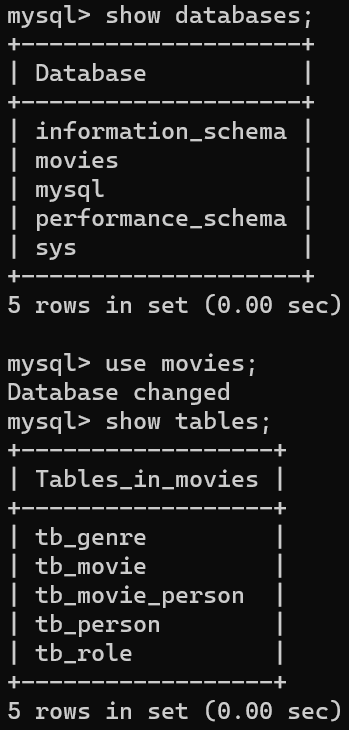 mysql> show databases;
+--------------------+
| Database           |
+--------------------+
| information_schema |
| movies             |
| mysql              |
| performance_schema |
| sys                |
+--------------------+
5 rows in set (0.00 sec)

mysql> use movies;
Database changed
mysql> show tables;
+------------------+
| Tables_in_movies |
+------------------+
| tb_genre         |
| tb_movie         |
| tb_movie_person  |
| tb_person        |
| tb_role          |
+------------------+
5 rows in set (0.00 sec)